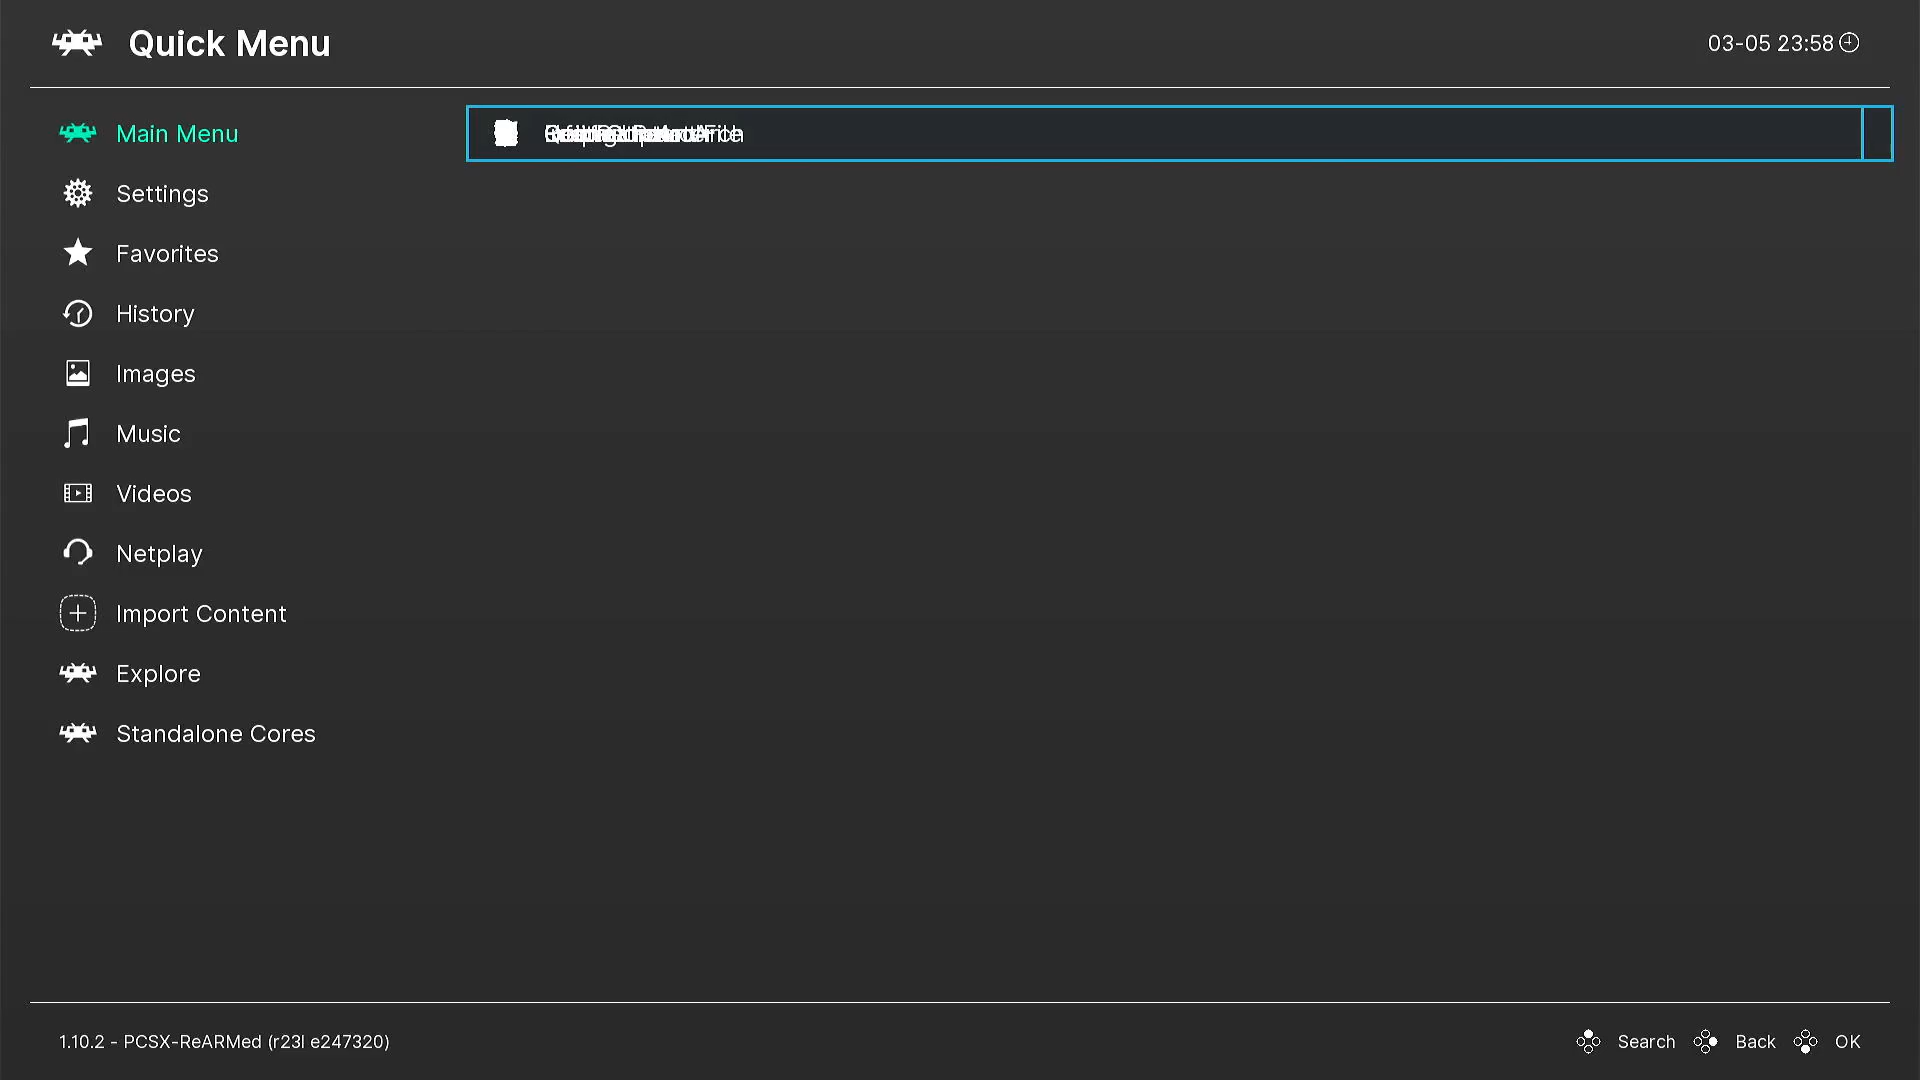 Quick Menu
03-05 23:58
Main Menu
Settings
Favorites
History
Images
Music
Videos
Netplay
Import Content
Explore
Standalone Cores
1.10.2 - PCSX-ReARMed (r23l e247320)
Search Back OK